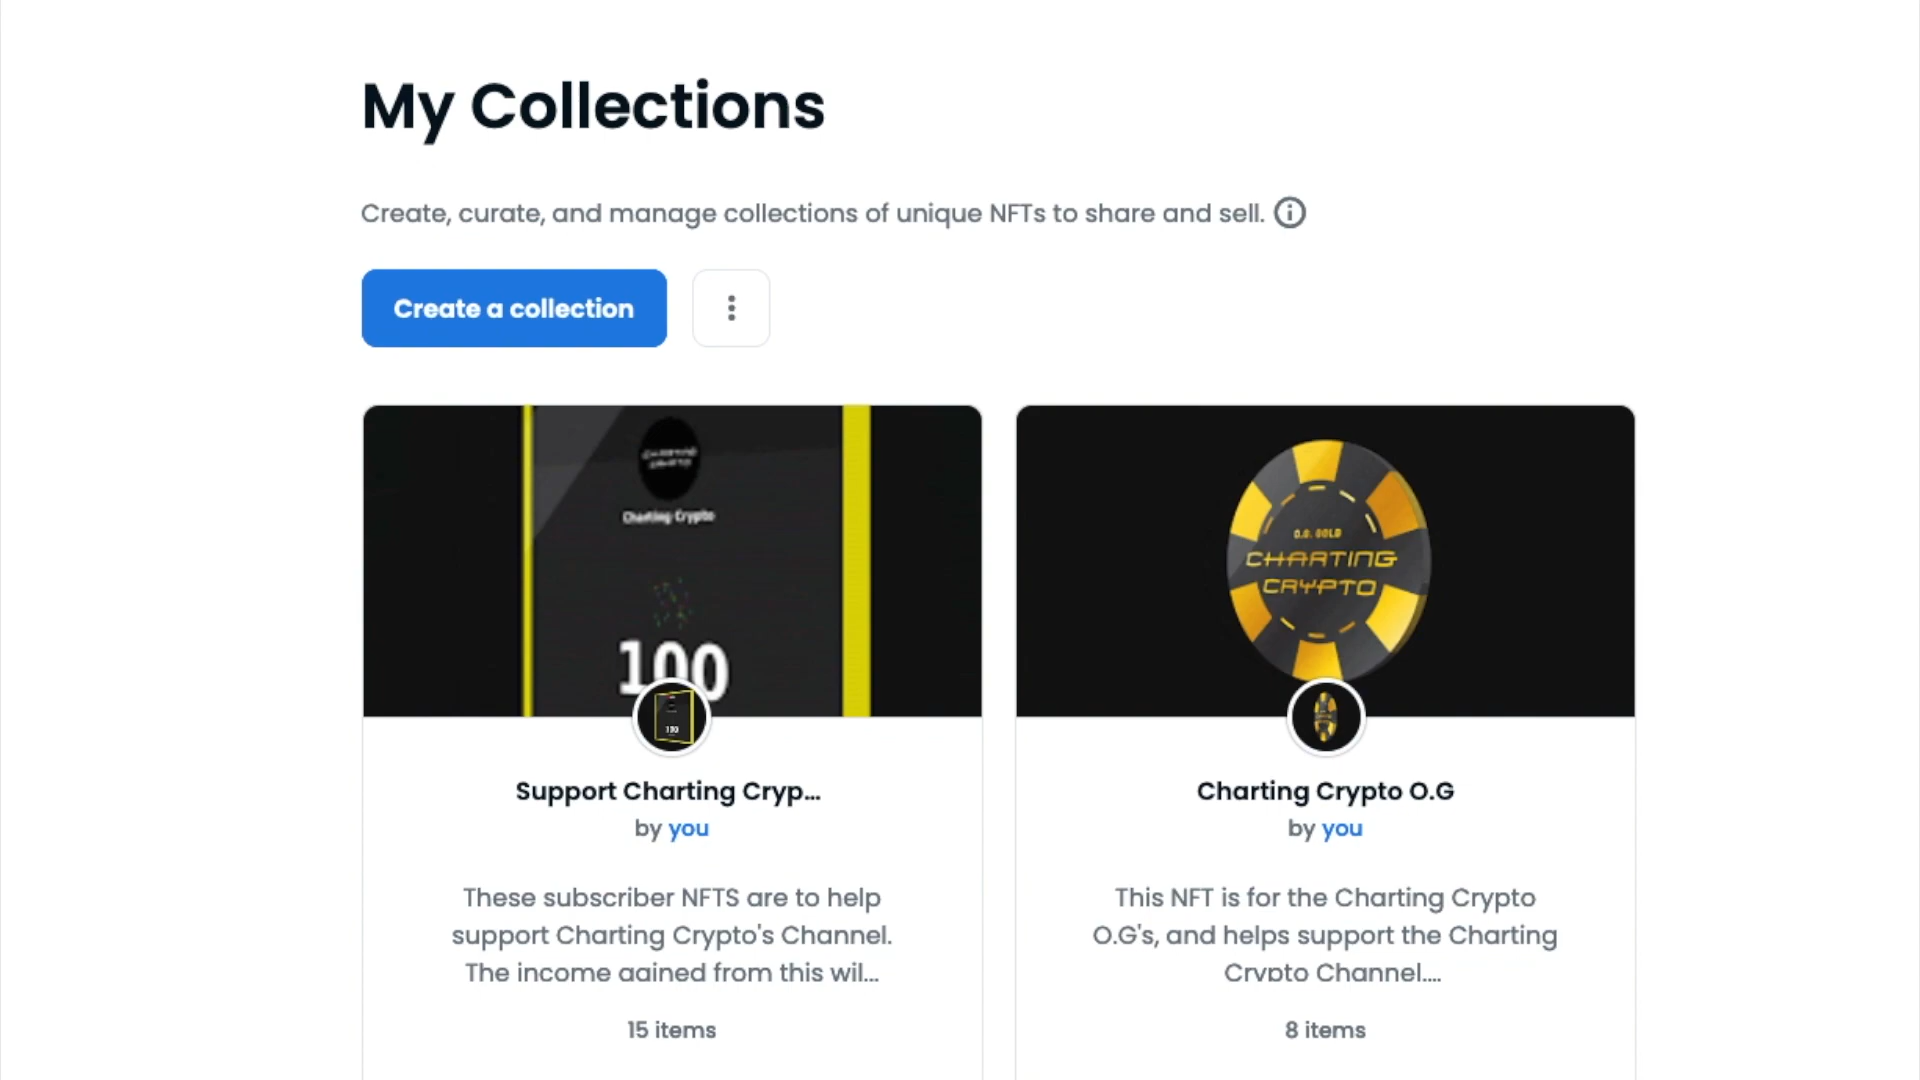 My Collections
Create, curate, and manage collections of unique NFTs to share and sell.
Create a collection
CHARTING
CRYPTO
Charting Crypto
100
O.G. GOLD
CHARTING
CRYPTO
100
Support Charting Cryp...
by you
These subscriber NFTS are to help
support Charting Crypto's Channel.
The income gained from this wil...
15 items
Charting Crypto O.G
by you
This NFT is for the Charting Crypto
O.G's, and helps support the Charting
Crypto Channel....
8 items